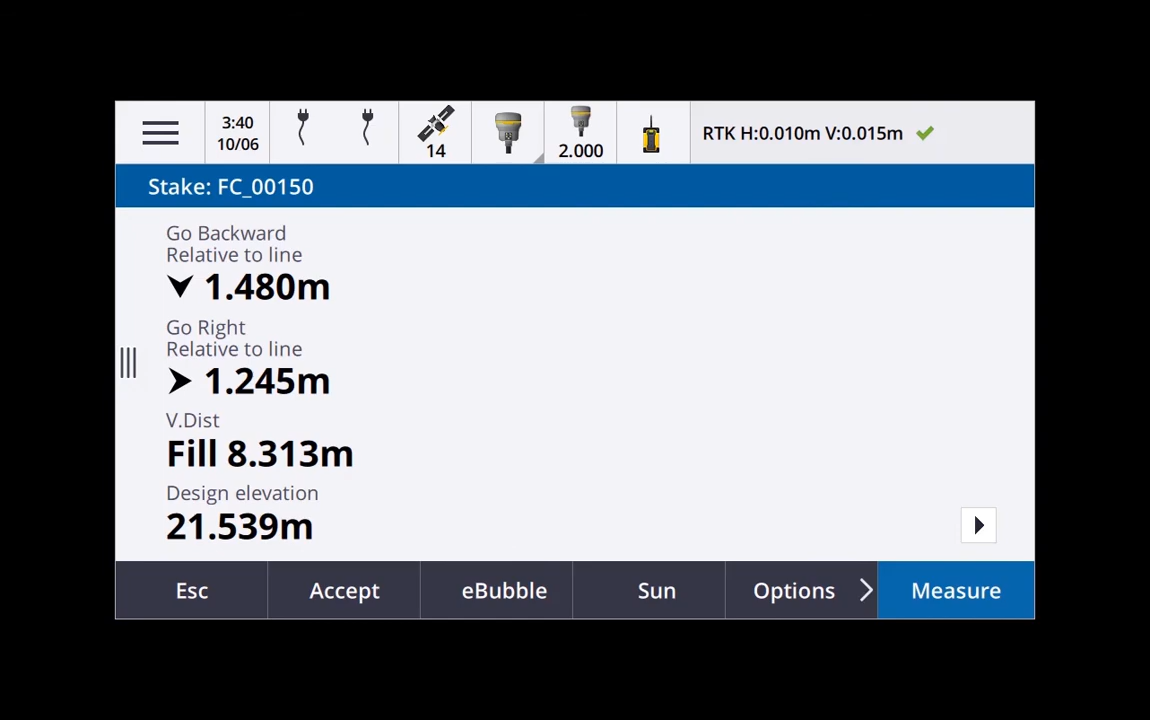 3:40
10/06
14
2.000
RTK H:0.010m V:0.015m
Stake: FC_00150
Go Backward
Relative to line
1.480m
Go Right
Relative to line
1.245m
V.Dist
Fill 8.313m
Design elevation
21.539m
Esc
Accept
eBubble
Sun
Options
Measure